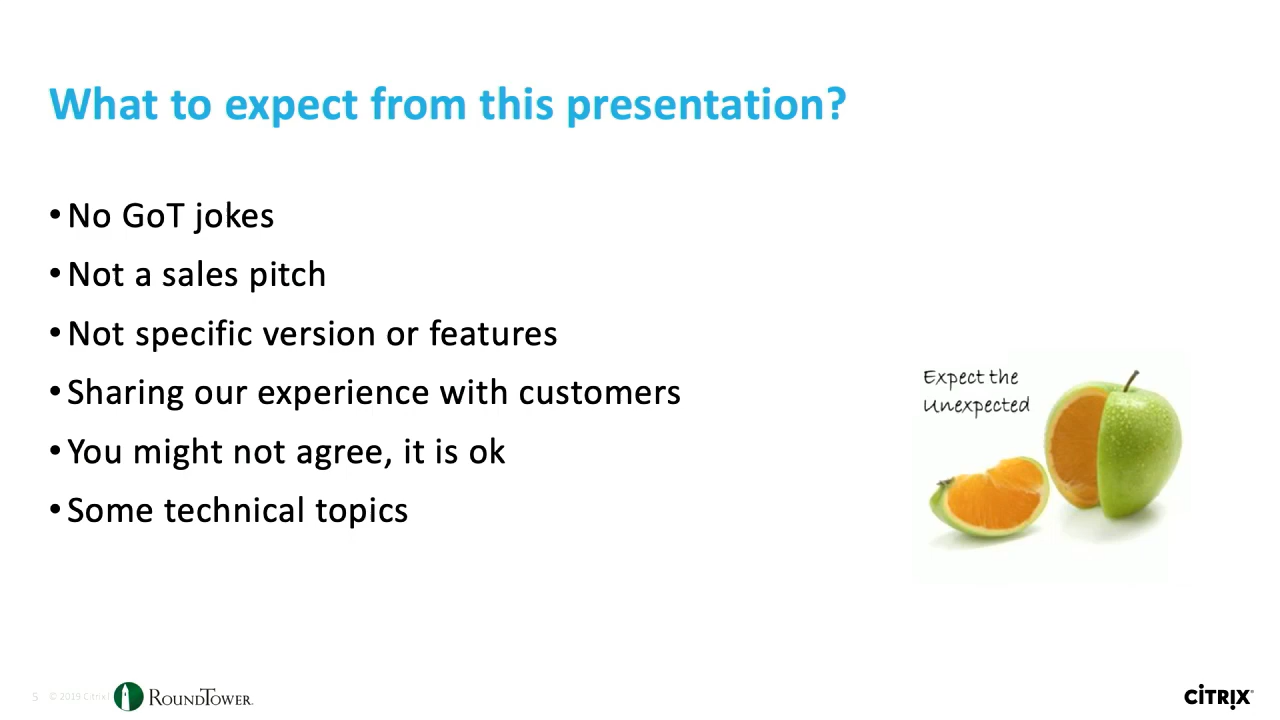 What to expect from this presentation?
• No GoT jokes
• Not a sales pitch
• Not specific version or features
• Sharing our experience with customers
• You might not agree, it is ok
• Some technical topics
Expect the
Unexpected
5 © 2019 Citrix
ROUNDTOWER
CİTRİX